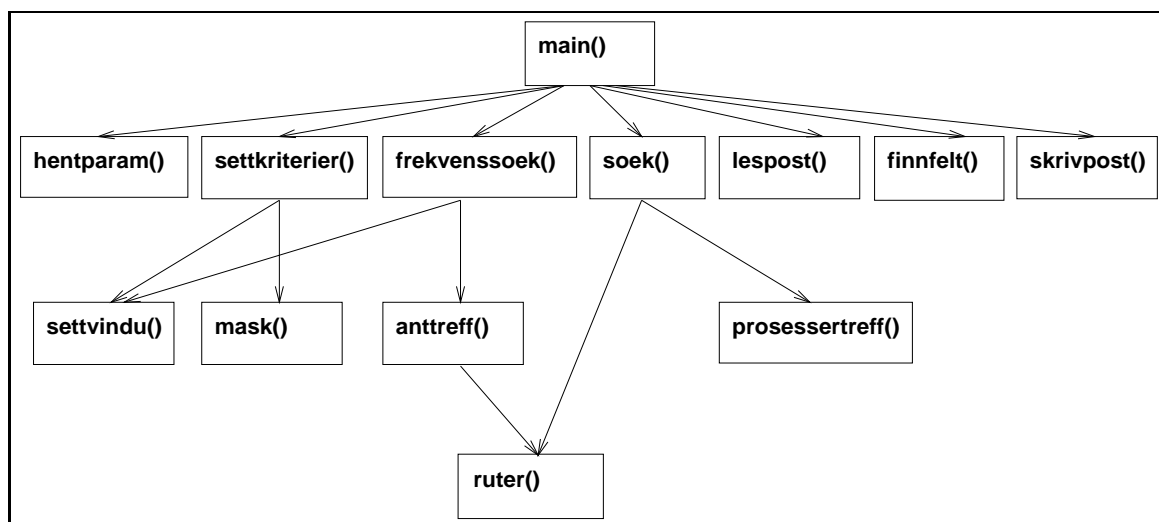 main()
hentparam()
settkriterier()
frekvenssoek()
soek()
lespost()
finnfelt()
skrivpost()
settvindu()
mask()
anttreff()
prosessertreff()
ruter()